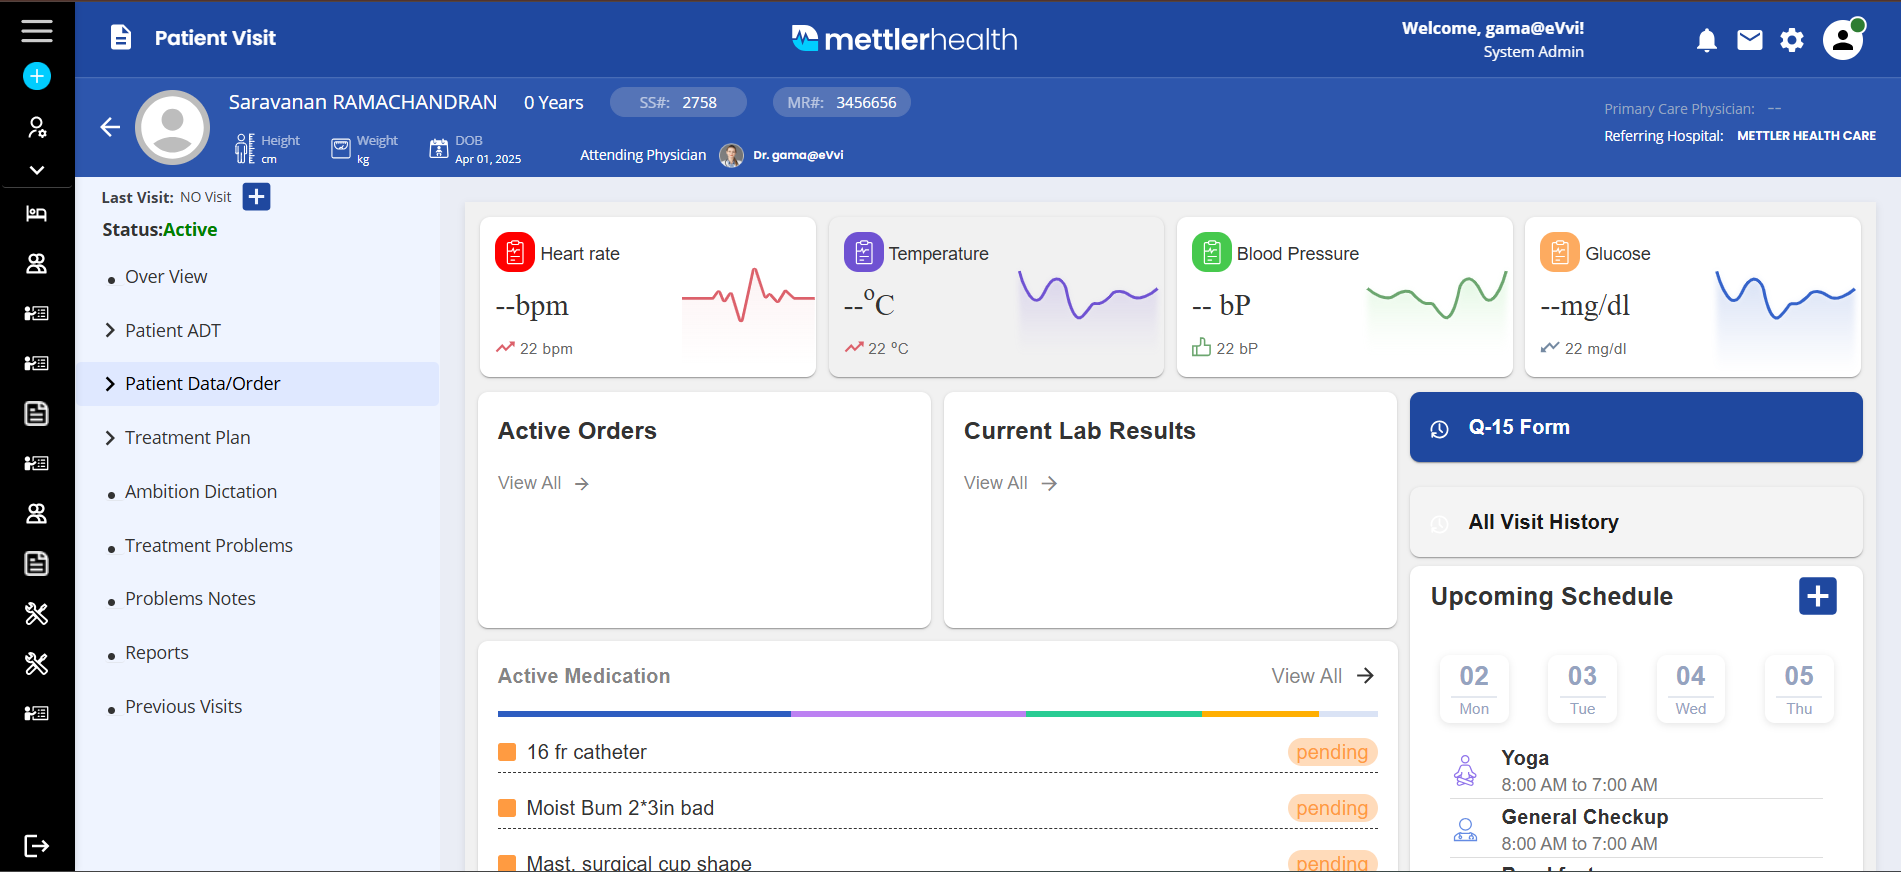 Patient Visit
mettlerhealth
Welcome, gama@eVvi!
System Admin
Saravanan RAMACHANDRAN 0 Years SS#: 2758 MR#: 3456656
Height
cm
Weight
kg
DOB
Apr 01, 2025
Attending Physician Dr. gama@eVvi
Primary Care Physician: --
Referring Hospital: METTLER HEALTH CARE
Last Visit: NO Visit
Status:Active
Over View
Patient ADT
Patient Data/Order
Treatment Plan
Ambition Dictation
Treatment Problems
Problems Notes
Reports
Previous Visits
Heart rate
--bpm
22 bpm
Temperature
--°C
22 °C
Blood Pressure
-- bP
22 bP
Glucose
--mg/dl
22 mg/dl
Active Orders
View All
Current Lab Results
View All
Q-15 Form
All Visit History
Active Medication
View All
16 fr catheter pending
Moist Bum 2*3in bad pending
Mast, surgical cup shape pending
Upcoming Schedule
02 Mon
03 Tue
04 Wed
05 Thu
Yoga
8:00 AM to 7:00 AM
General Checkup
8:00 AM to 7:00 AM